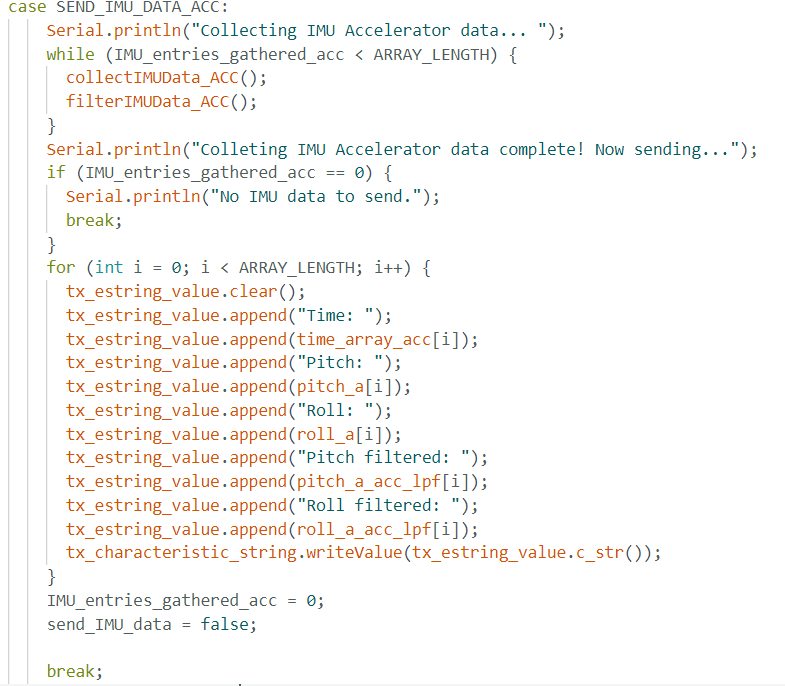 case SEND_IMU_DATA_ACC:
Serial.println("Collecting IMU Accelerator data... ");
while (IMU_entries_gathered_acc < ARRAY_LENGTH) {
collectIMUData_ACC();
filterIMUData_ACC();
}
Serial.println("Colleting IMU Accelerator data complete! Now sending...");
if (IMU_entries_gathered_acc == 0) {
Serial.println("No IMU data to send.");
break;
}
for (int i = 0; i < ARRAY_LENGTH; i++) {
tx_estring_value.clear();
tx_estring_value.append("Time: ");
tx_estring_value.append(time_array_acc[i]);
tx_estring_value.append("Pitch: ");
tx_estring_value.append(pitch_a[i]);
tx_estring_value.append("Roll: ");
tx_estring_value.append(roll_a[i]);
tx_estring_value.append("Pitch filtered: ");
tx_estring_value.append(pitch_a_acc_lpf[i]);
tx_estring_value.append("Roll filtered: ");
tx_estring_value.append(roll_a_acc_lpf[i]);
tx_characteristic_string.writeValue(tx_estring_value.c_str());
}
IMU_entries_gathered_acc = 0;
send_IMU_data = false;
break;